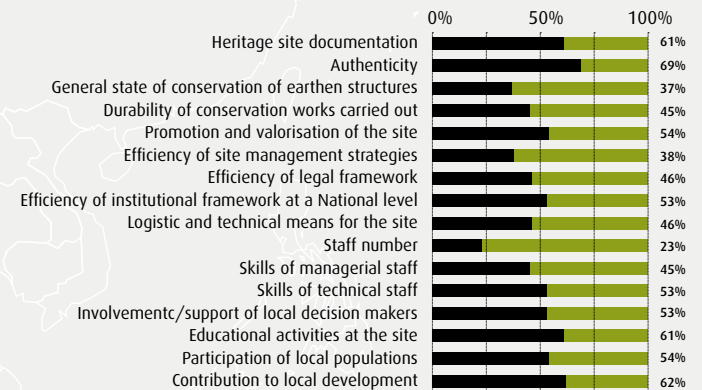 0% 50% 100%
Heritage site documentation 61%
Authenticity 69%
General state of conservation of earthen structures 37%
Durability of conservation works carried out 45%
Promotion and valorisation of the site 54%
Efficiency of site management strategies 38%
Efficiency of legal framework 46%
Efficiency of institutional framework at a National level 53%
Logistic and technical means for the site 46%
Staff number 23%
Skills of managerial staff 45%
Skills of technical staff 53%
Involvementc/support of local decision makers 53%
Educational activities at the site 61%
Participation of local populations 54%
Contribution to local development 62%